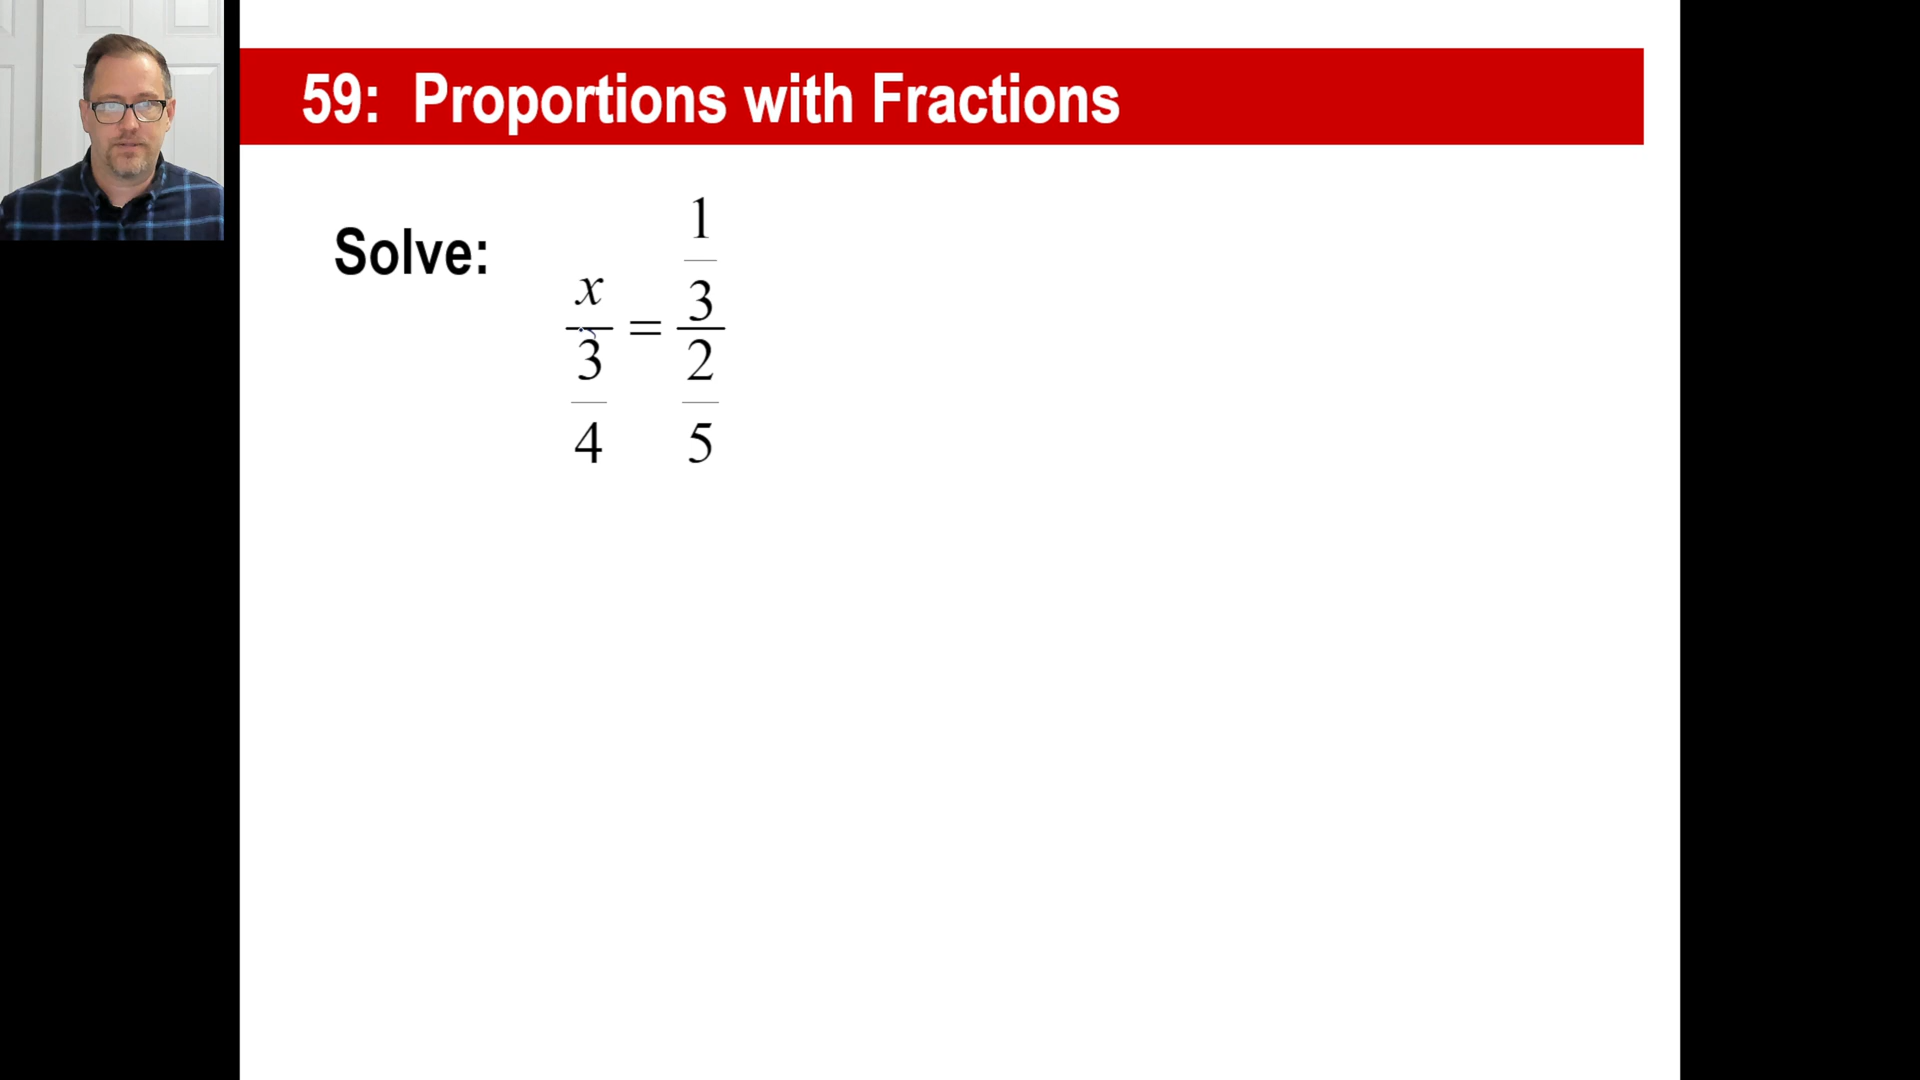 59: Proportions with Fractions
Solve:
x/(3/4) = (1/3)/(2/5)